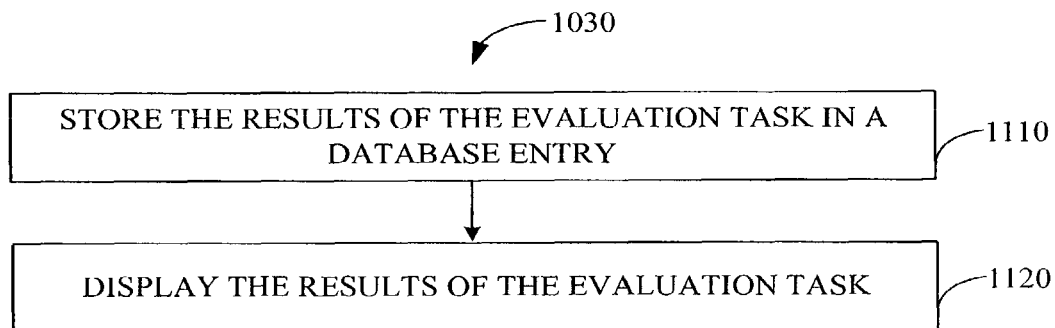 1030
STORE THE RESULTS OF THE EVALUATION TASK IN A
DATABASE ENTRY
1110
DISPLAY THE RESULTS OF THE EVALUATION TASK
1120